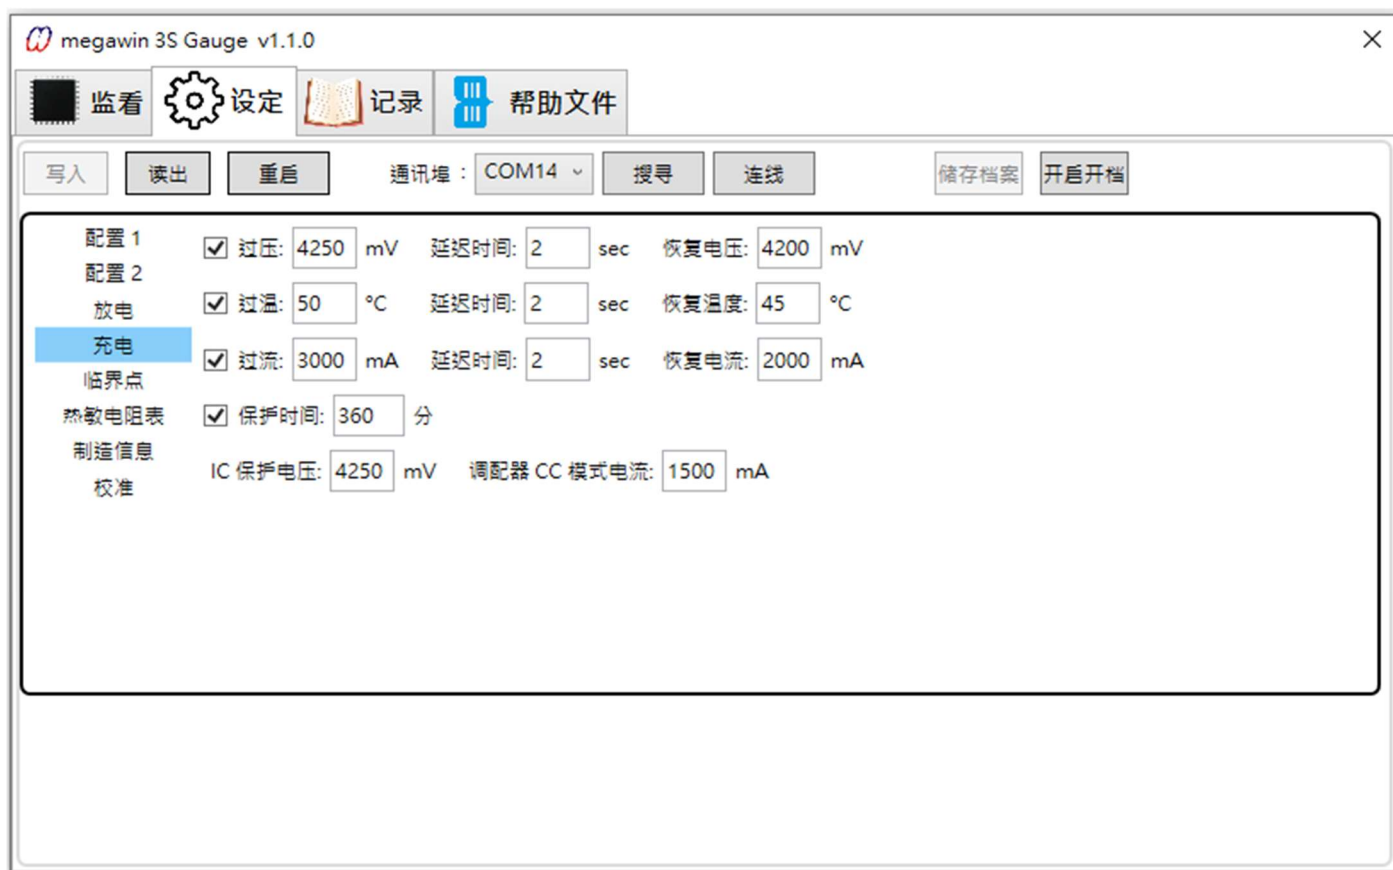 megawin 3S Gauge v1.1.0
监看 设定 记录 帮助文件
写入 读出 重启 通讯埠 : COM14 搜寻 连线 储存档案 开启开档
配置 1
配置 2
放电
充电
临界点
热敏电阻表
制造信息
校准
过压: 4250 mV 延迟时间: 2 sec 恢复电压: 4200 mV
过温: 50 °C 延迟时间: 2 sec 恢复温度: 45 °C
过流: 3000 mA 延迟时间: 2 sec 恢复电流: 2000 mA
保护时间: 360 分
IC 保护电压: 4250 mV 调配器 CC 模式电流: 1500 mA